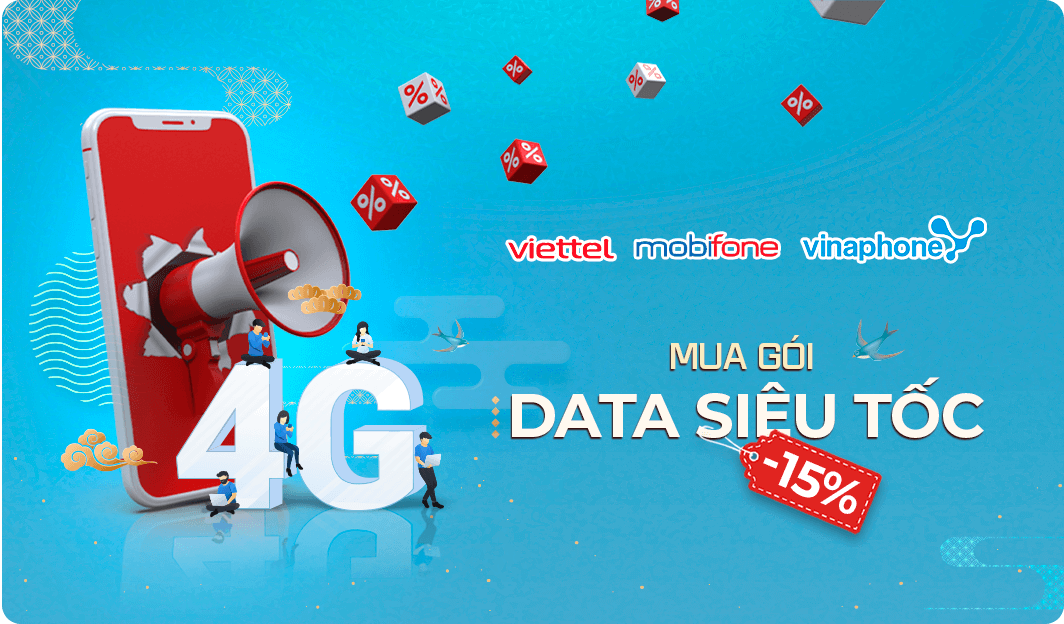 viettel mobifone vinaphone
MUA GÓI
DATA SIÊU TỐC
-15%
4G